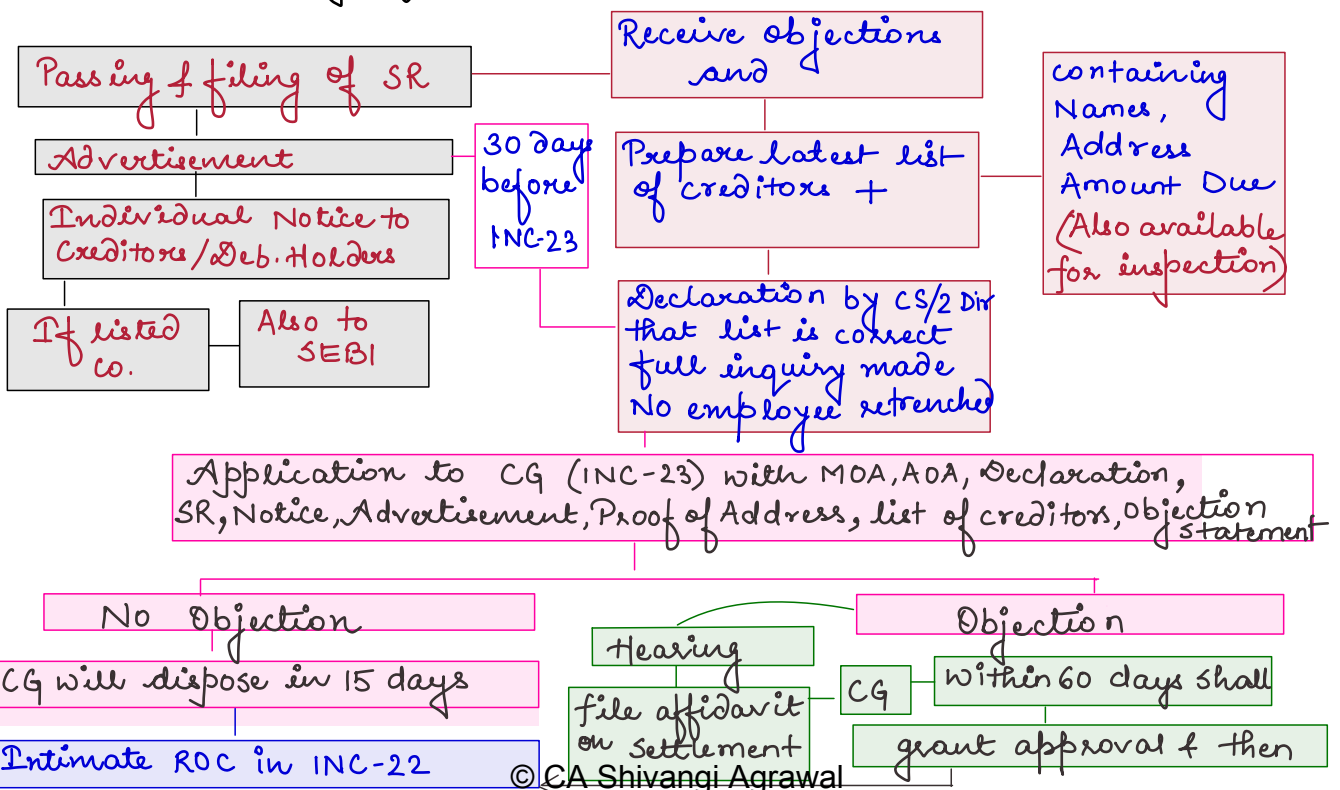 Passing & filing of SR
Advertisement
Individual Notice to
Creditors/Deb. Holders
If listed
co.
Also to
SEBI
30 days
before
INC-23
Receive objections
and
Prepare latest list
of creditors +
containing
Names,
Address
Amount Due
(Also available
for inspection)
Declaration by CS/2 Dir
that list is correct
full inquiry made
No employee retrenched
Application to CG (INC-23) with MOA, AOA, Declaration,
SR, Notice, Advertisement, Proof of Address, list of creditors, Objection
statement
No Objection
CG will dispose in 15 days
Intimate ROC in INC-22
Objection
Hearing
file affidavit
on settlement
CG
within 60 days shall
grant approval & then
© CA Shivangi Agrawal